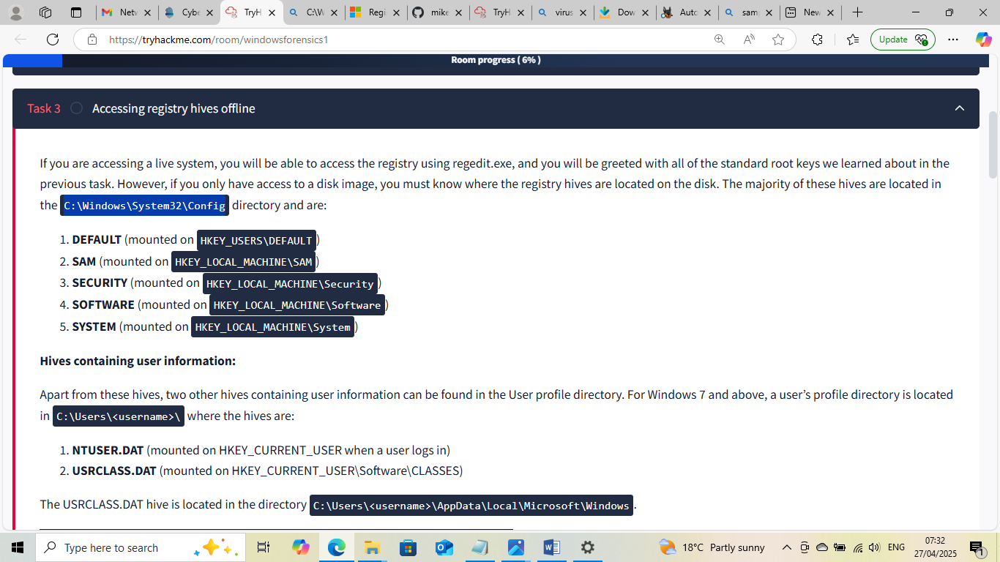 Netw
Cybe
TryH
C:\W
Regi
mike
TryH
virus
Dow
Auto
sam
New
https://tryhackme.com/room/windowsforensics1
Update
Room progress ( 6% )
Task 3 Accessing registry hives offline
If you are accessing a live system, you will be able to access the registry using regedit.exe, and you will be greeted with all of the standard root keys we learned about in the
previous task. However, if you only have access to a disk image, you must know where the registry hives are located on the disk. The majority of these hives are located in
the C:\Windows\System32\Config directory and are:
1. DEFAULT (mounted on HKEY_USERS\DEFAULT )
2. SAM (mounted on HKEY_LOCAL_MACHINE\SAM )
3. SECURITY (mounted on HKEY_LOCAL_MACHINE\Security )
4. SOFTWARE (mounted on HKEY_LOCAL_MACHINE\Software )
5. SYSTEM (mounted on HKEY_LOCAL_MACHINE\System )
Hives containing user information:
Apart from these hives, two other hives containing user information can be found in the User profile directory. For Windows 7 and above, a user’s profile directory is located
in C:\Users\<username>\ where the hives are:
1. NTUSER.DAT (mounted on HKEY_CURRENT_USER when a user logs in)
2. USRCLASS.DAT (mounted on HKEY_CURRENT_USER\Software\CLASSES)
The USRCLASS.DAT hive is located in the directory C:\Users\<username>\AppData\Local\Microsoft\Windows .
Type here to search
18°C Partly sunny
ENG
07:32
27/04/2025
1